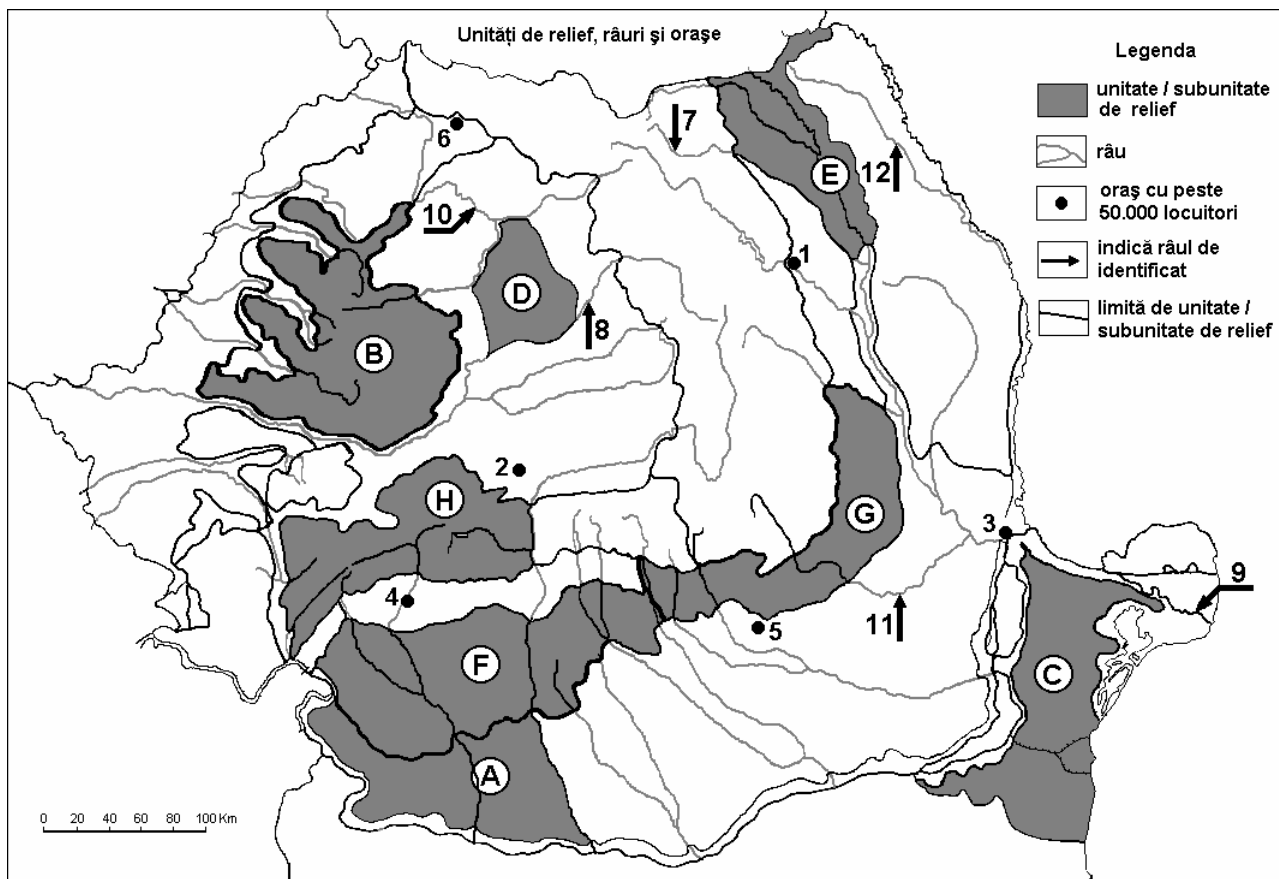 Unități de relief, râuri și orașe
Legenda
unitate / subunitate
de relief
râu
oraș cu peste
50.000 locuitori
indică râul de
identificat
limită de unitate /
subunitate de relief
7
6
E
12
10
1
D
8
B
2
H
G
3
9
4
5
11
F
C
A
0 20 40 60 80 100 Km